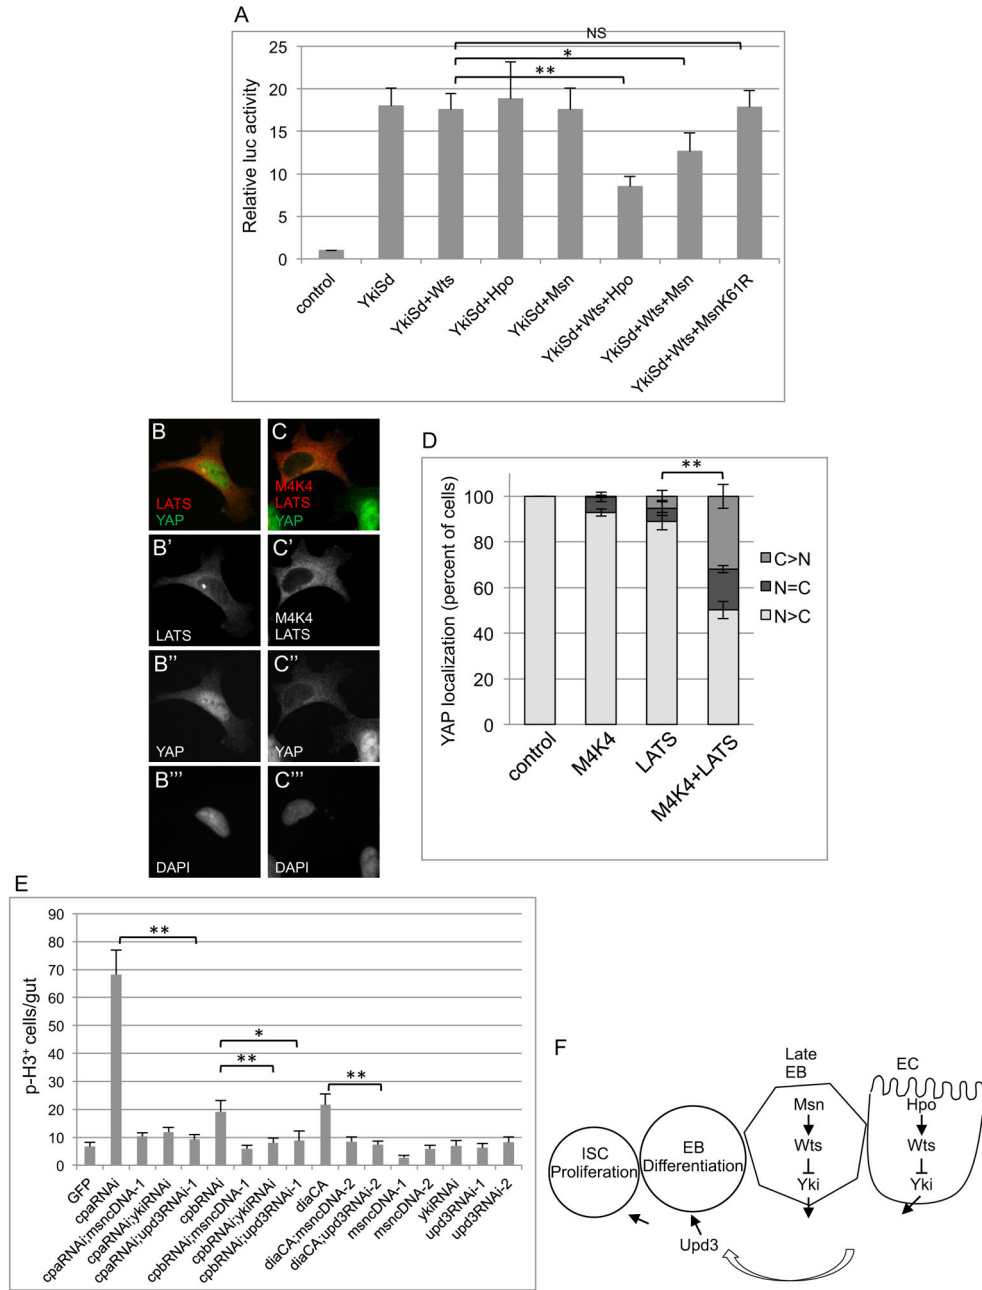 A
NS
*
**
25
20
15
10
5
0
Relative luc activity
control
YkiSd
YkiSd+Wts
YkiSd+Hpo
YkiSd+Msn
YkiSd+Wts+Hpo
YkiSd+Wts+Msn
YkiSd+Wts+MsnK61R
B
LATS
YAP
C
M4K4
LATS
YAP
B'
LATS
C'
M4K4
LATS
B''
YAP
C''
YAP
B'''
DAPI
C'''
DAPI
D
**
100
80
60
40
20
0
YAP localization (percent of cells)
C>N
N=C
N>C
control
M4K4
LATS
M4K4+LATS
E
90
80
70
60
50
40
30
20
10
0
p-H3+ cells/gut
**
*
**
**
GFP
cpaRNAi
cpaRNAi;msncDNA-1
cpaRNAi;ykiRNAi
cpaRNAi;upd3RNAi-1
cpbRNAi
cpbRNAi;msncDNA-1
cpbRNAi;ykiRNAi
cpbRNAi;upd3RNAi-1
diaCA
diaCA;msncDNA-2
diaCA;upd3RNAi-2
msncDNA-1
msncDNA-2
ykiRNAi
upd3RNAi-1
upd3RNAi-2
F
ISC
Proliferation
EB
Differentiation
Late
EB
Msn
Wts
Yki
EC
Hpo
Wts
Yki
Upd3